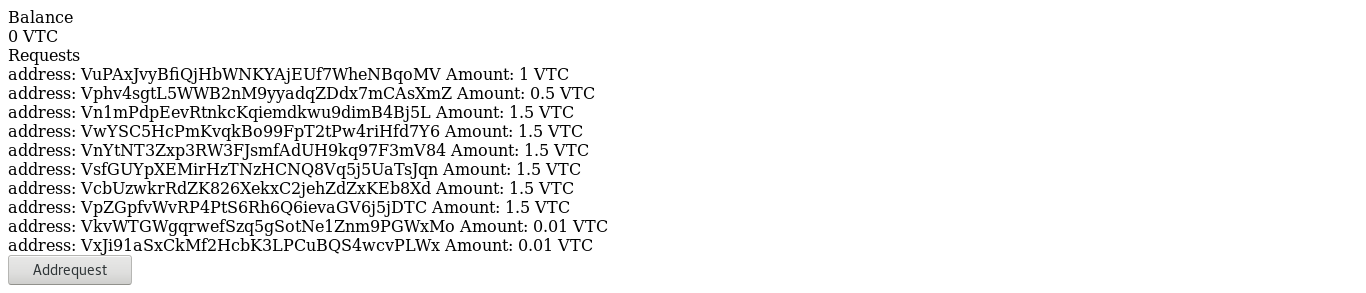 Balance
0 VTC
Requests
address: VuPAxJvyBfiQjHbWNKYAjEUf7WheNBqoMV Amount: 1 VTC
address: Vphv4sgtL5WWB2nM9yyadqZDdx7mCAsXmZ Amount: 0.5 VTC
address: Vn1mPdpEevRtnkcKqiemdkwu9dimB4Bj5L Amount: 1.5 VTC
address: VwYSC5HcPmKvqkBo99FpT2tPw4riHfd7Y6 Amount: 1.5 VTC
address: VnYtNT3Zxp3RW3FJsmfAdUH9kq97F3mV84 Amount: 1.5 VTC
address: VsfGUYpXEMirHzTNzHCNQ8Vq5j5UaTsJqn Amount: 1.5 VTC
address: VcbUzwkrRdZK826XekxC2jehZdZxKEb8Xd Amount: 1.5 VTC
address: VpZGpfvWvRP4PtS6Rh6Q6ievaGV6j5jDTC Amount: 1.5 VTC
address: VkvWTGWgqrwefSzq5gSotNe1Znm9PGWxMo Amount: 0.01 VTC
address: VxJi91aSxCkMf2HcbK3LPCuBQS4wcvPLWx Amount: 0.01 VTC
Addrequest